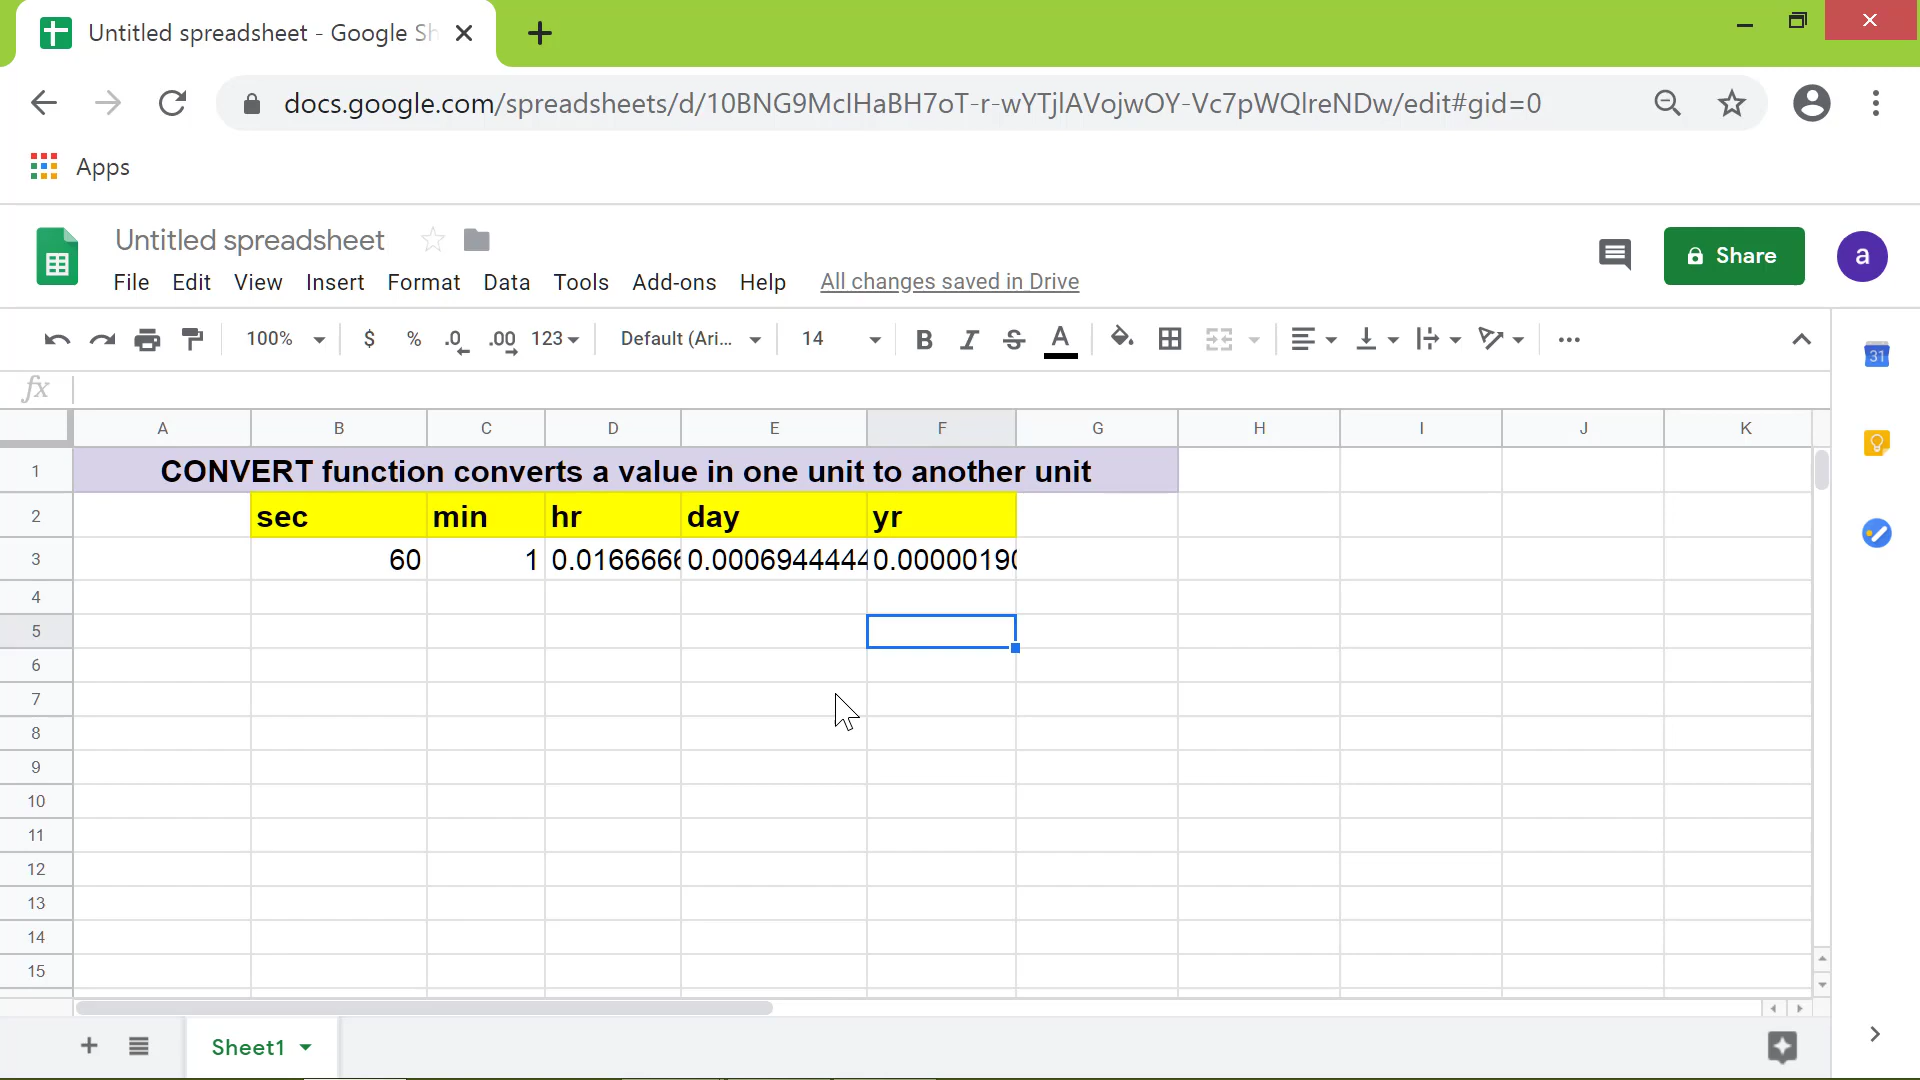 Untitled spreadsheet - Google Sh
docs.google.com/spreadsheets/d/10BNG9McIHaBH7oT-r-wYTjlAVojwOY-Vc7pWQlreNDw/edit#gid=0
Apps
Untitled spreadsheet
File Edit View Insert Format Data Tools Add-ons Help All changes saved in Drive
Share
a
100% $ % .0 .00 123 Default (Ari... 14 B I S A
31
fx
A B C D E F G H I J K
1 CONVERT function converts a value in one unit to another unit
2 sec min hr day yr
3 60 1 0.0166666 0.0006944444 0.00000190
4
5
6
7
8
9
10
11
12
13
14
15
Sheet1